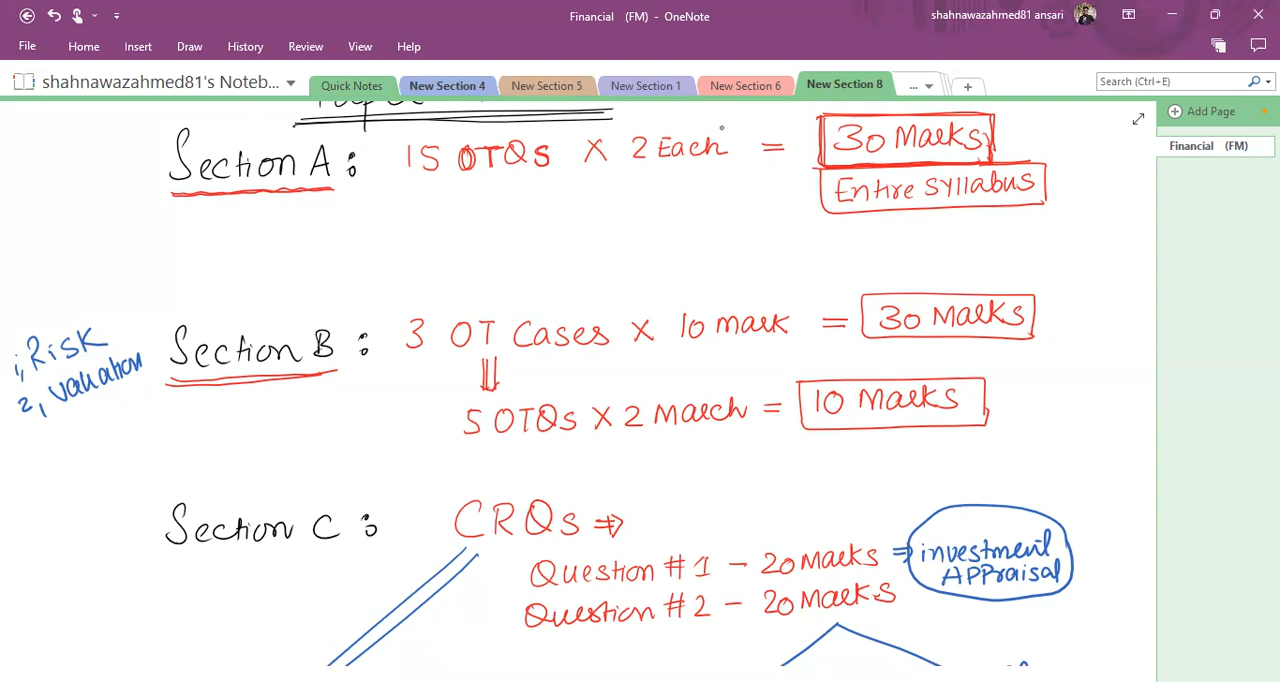 Financial (FM) - OneNote
shahnawazahmed81 ansari
File Home Insert Draw History Review View Help
shahnawazahmed81's Noteb...
Quick Notes
New Section 4
New Section 5
New Section 1
New Section 6
New Section 8
...
Search (Ctrl+E)
Add Page
Financial (FM)
Section A : 15 OTQs X 2 Each = 30 Marks
Entire syllabus
1, Risk
2, valuation
Section B : 3 OT Cases X 10 mark = 30 Marks
5 OTQs X 2 March = 10 Marks
Section C : CRQs ⇒
Question # 1 - 20 Marks ⇒ investment Appraisal
Question # 2 - 20 Marks